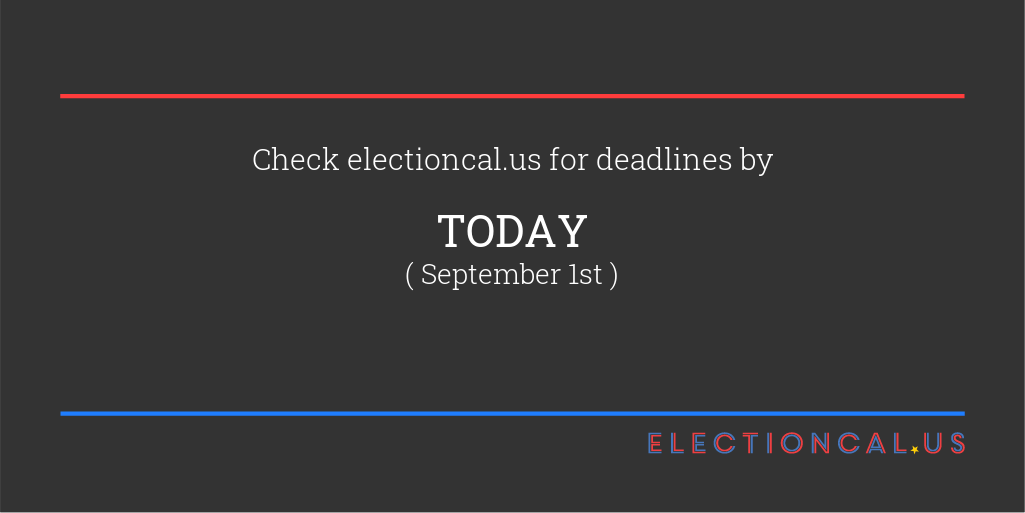 Check electioncal.us for deadlines by
TODAY
( September 1st )
ELECTIONCAL.US